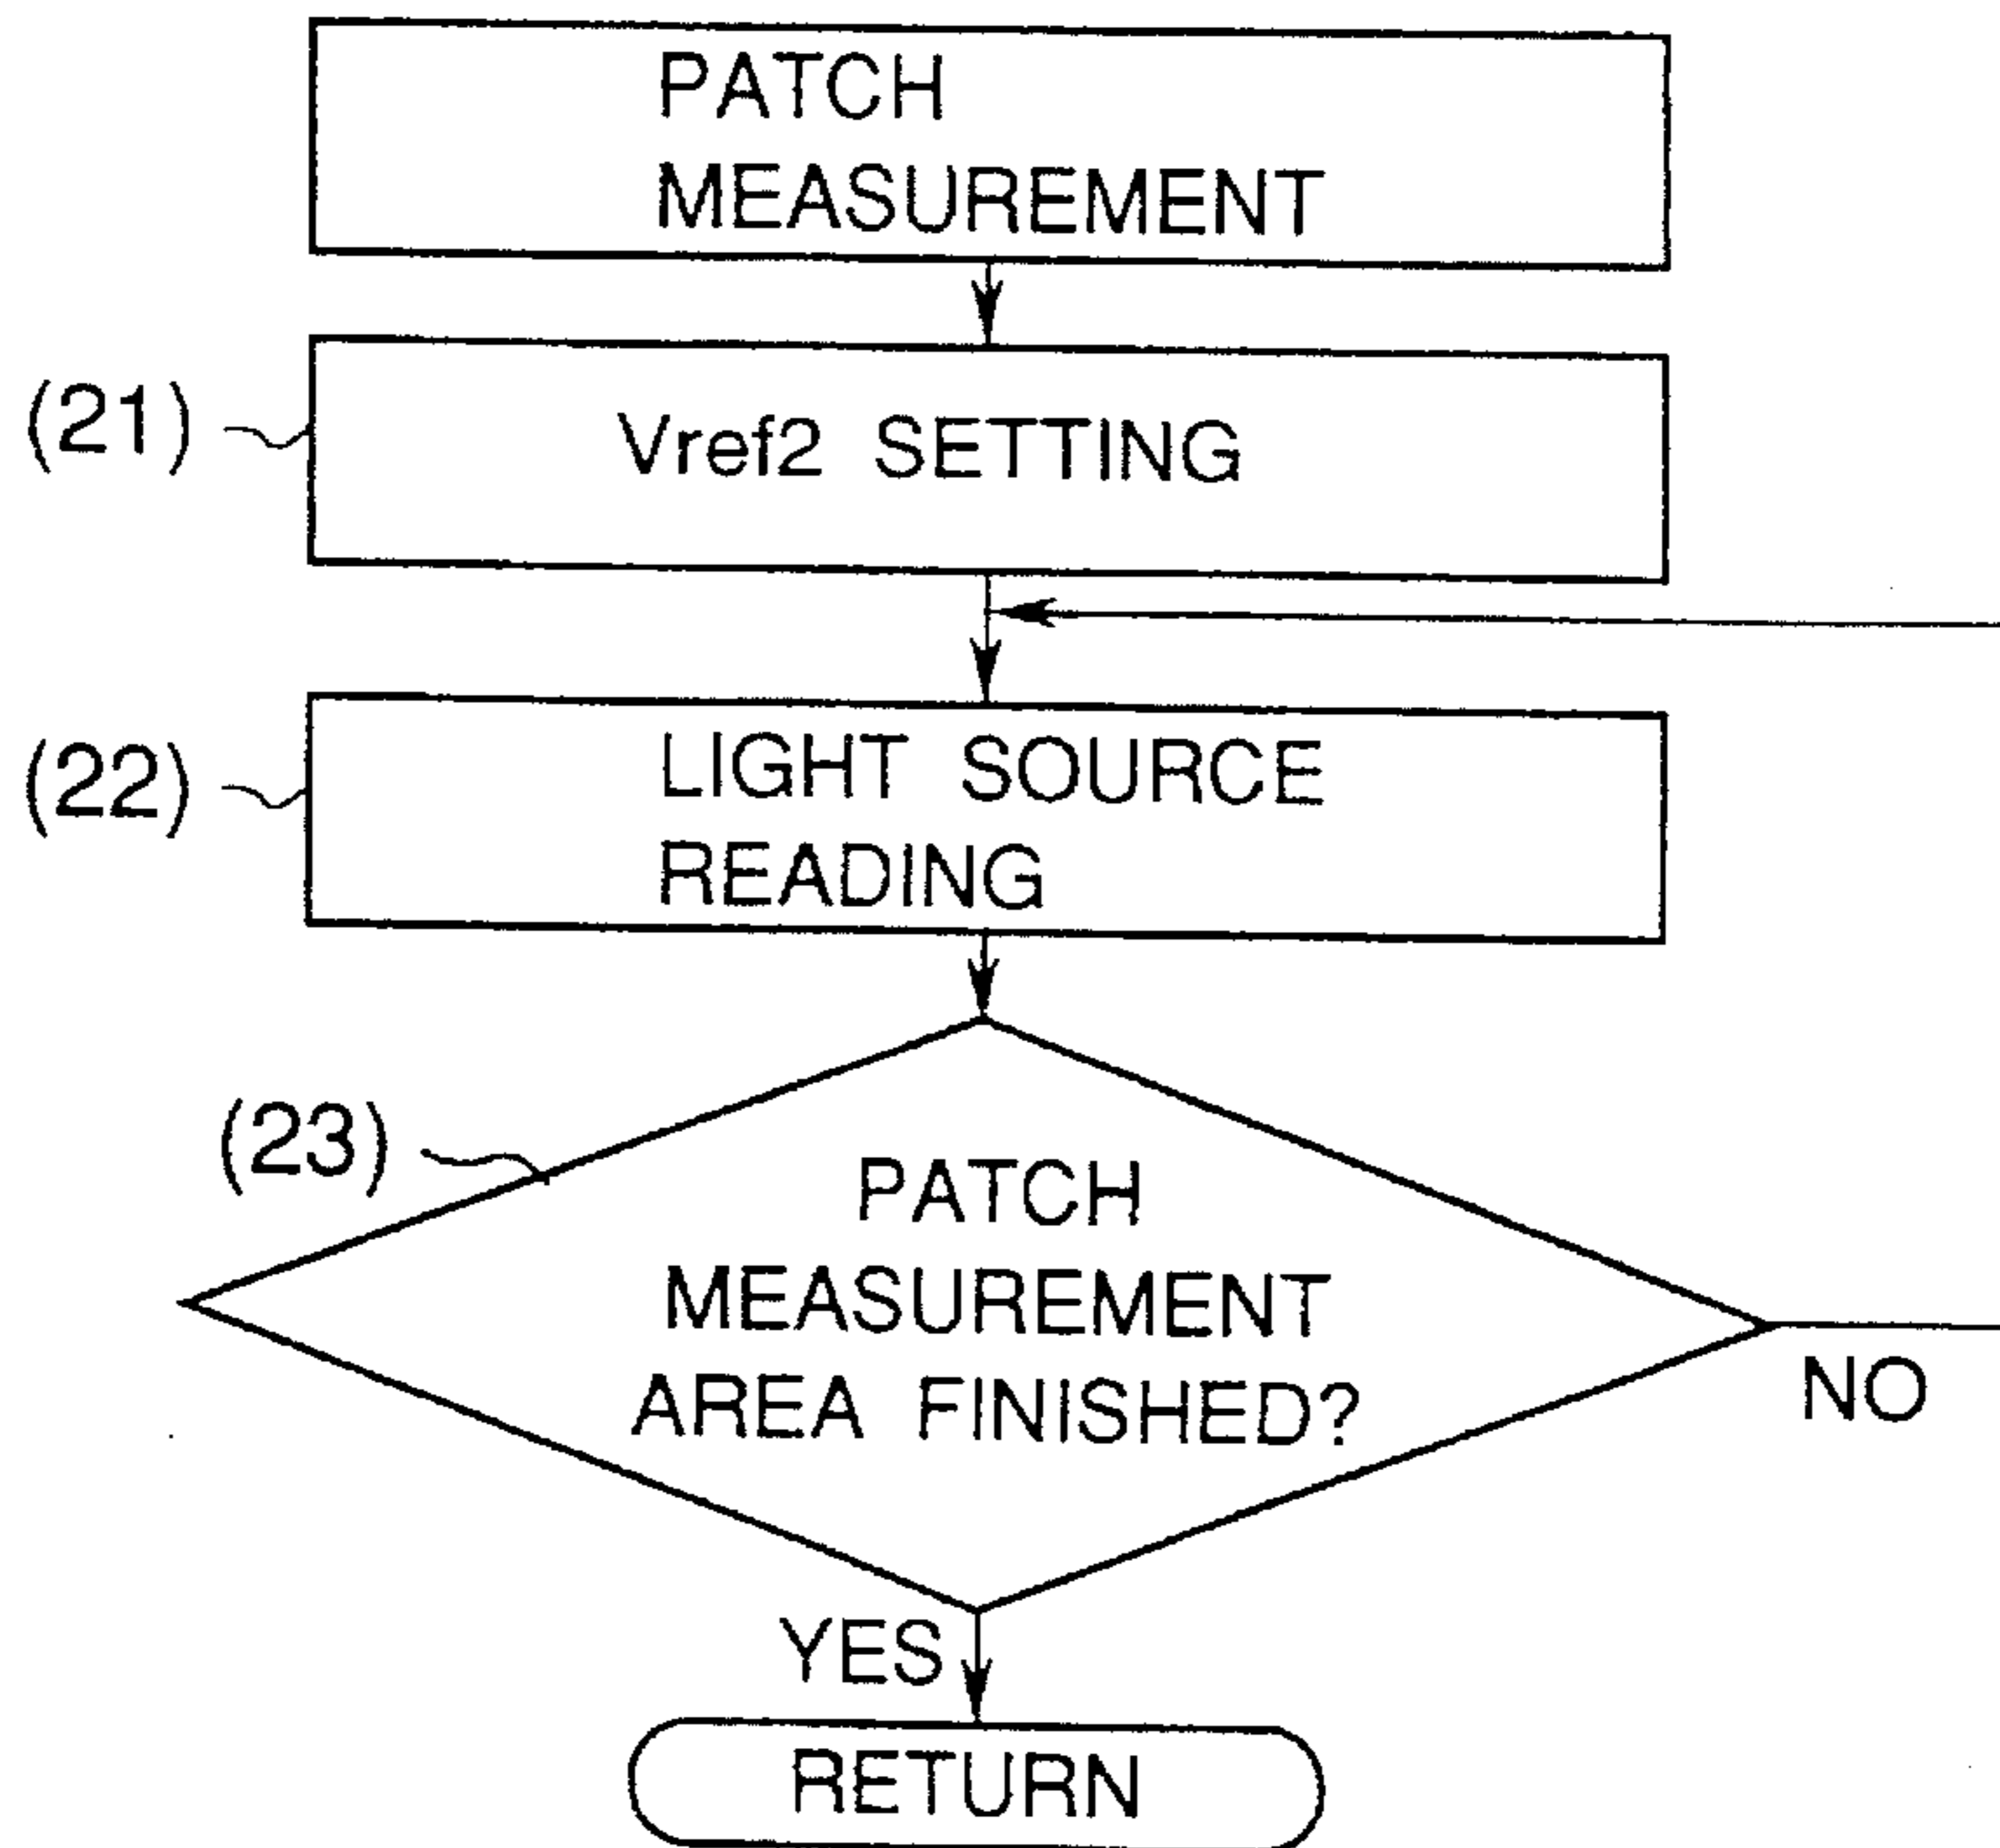 PATCH
MEASUREMENT
(21)
Vref2 SETTING
(22)
LIGHT SOURCE
READING
(23)
PATCH
MEASUREMENT
AREA FINISHED?
NO
YES
RETURN